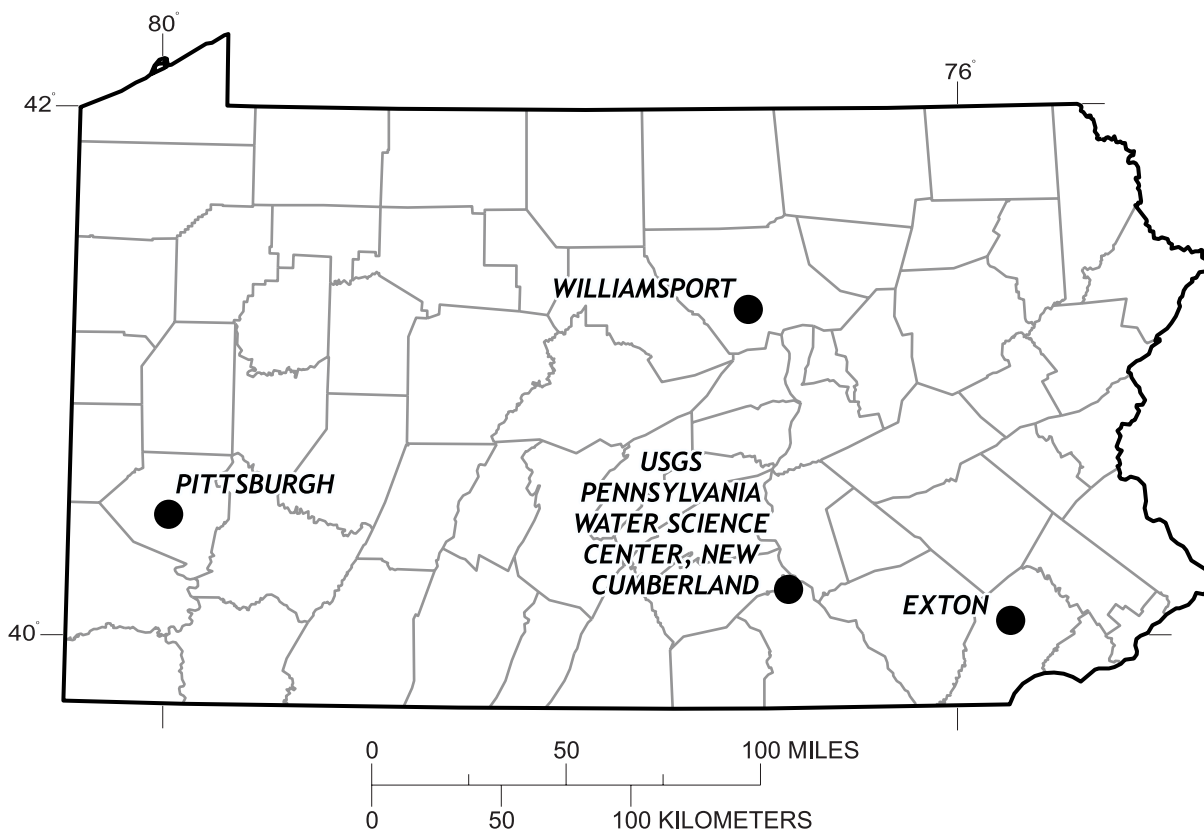 80°
76°
42°
WILLIAMSPORT
USGS
PENNSYLVANIA
WATER SCIENCE
CENTER, NEW
CUMBERLAND
PITTSBURGH
EXTON
40°
0 50 100 MILES
0 50 100 KILOMETERS